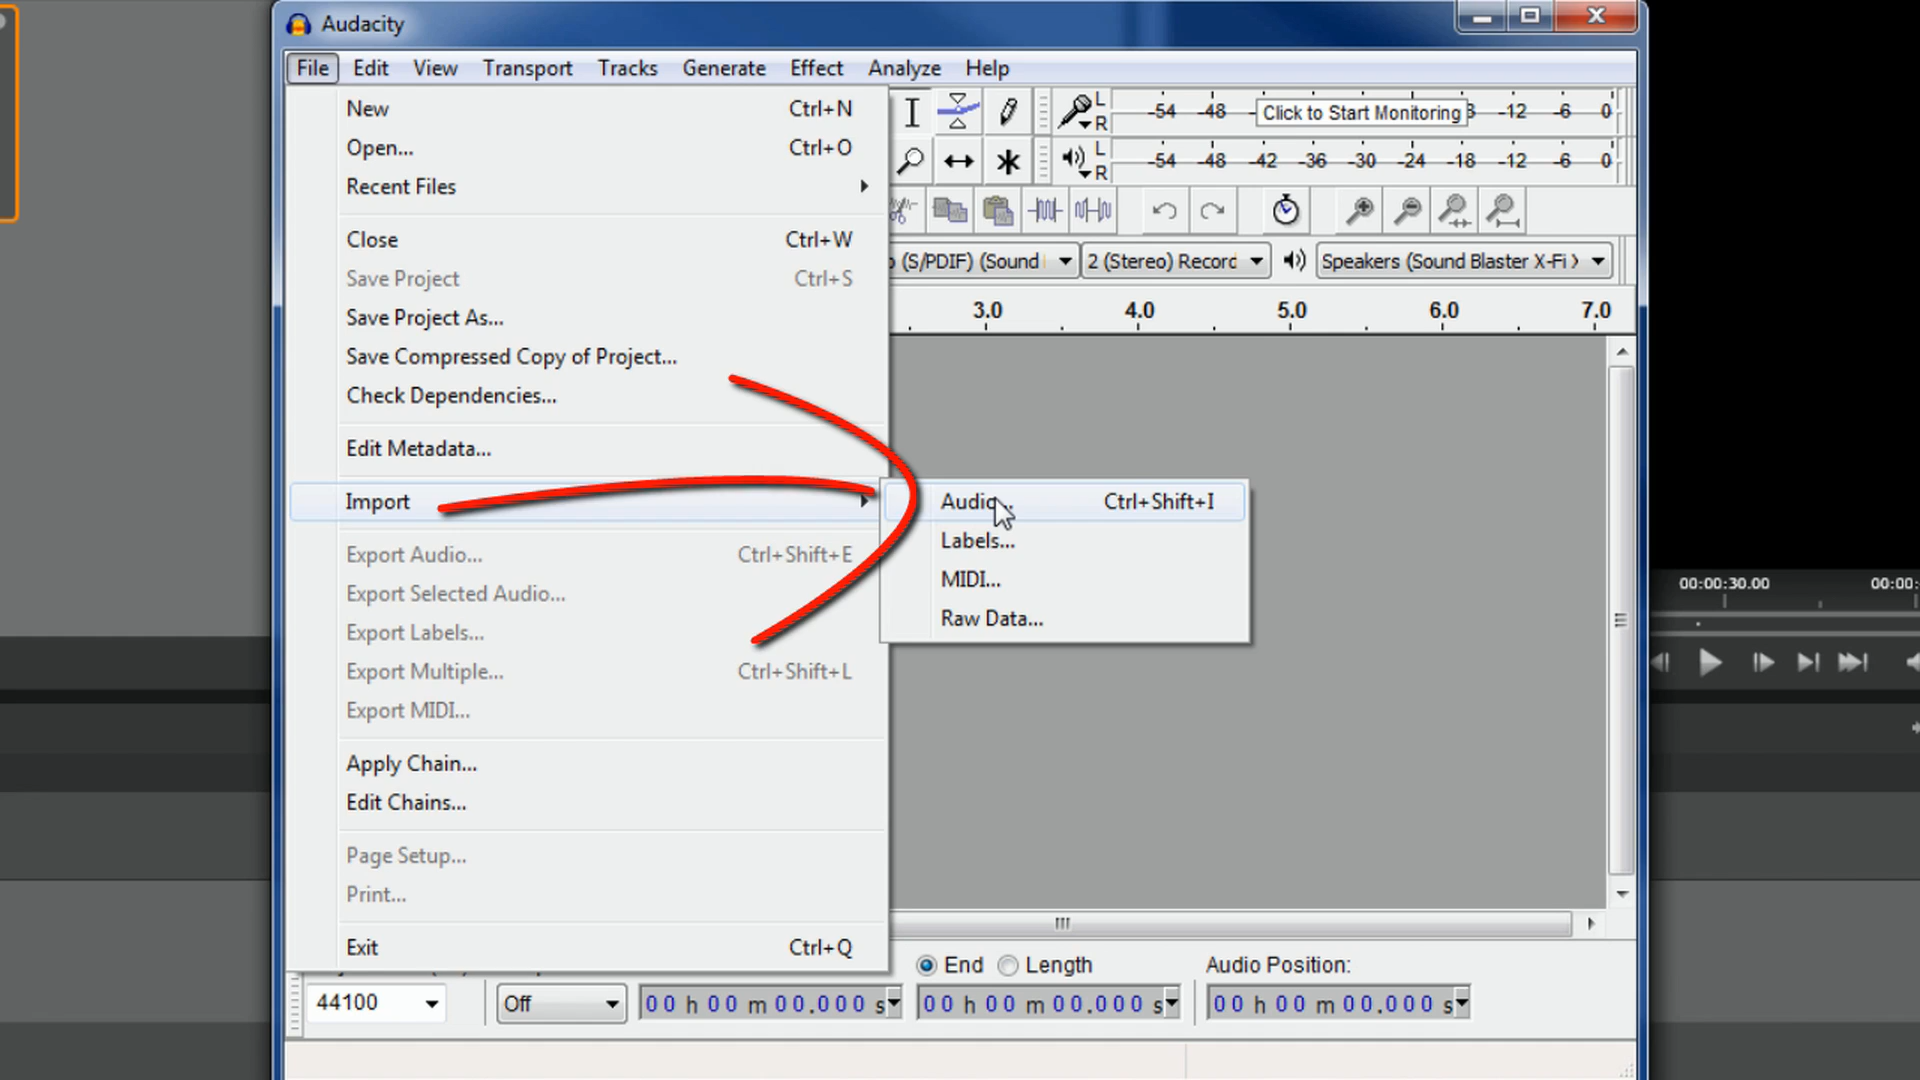 Audacity
File Edit View Transport Tracks Generate Effect Analyze Help
New Ctrl+N
Open... Ctrl+O
Recent Files
Close Ctrl+W
Save Project Ctrl+S
Save Project As...
Save Compressed Copy of Project...
Check Dependencies...
Edit Metadata...
Import
Export Audio... Ctrl+Shift+E
Export Selected Audio...
Export Labels...
Export Multiple... Ctrl+Shift+L
Export MIDI...
Apply Chain...
Edit Chains...
Page Setup...
Print...
Exit Ctrl+Q
Audio... Ctrl+Shift+I
Labels...
MIDI...
Raw Data...
L
R
-54 -48 Click to Start Monitoring -12 -6 0
L
R
-54 -48 -42 -36 -30 -24 -18 -12 -6 0
(S/PDIF) (Sound 2 (Stereo) Record Speakers (Sound Blaster X-Fi
3.0 4.0 5.0 6.0 7.0
00:00:30.00 00:00:
End Length Audio Position:
44100 Off 00 h 00 m 00.000 s 00 h 00 m 00.000 s 00 h 00 m 00.000 s